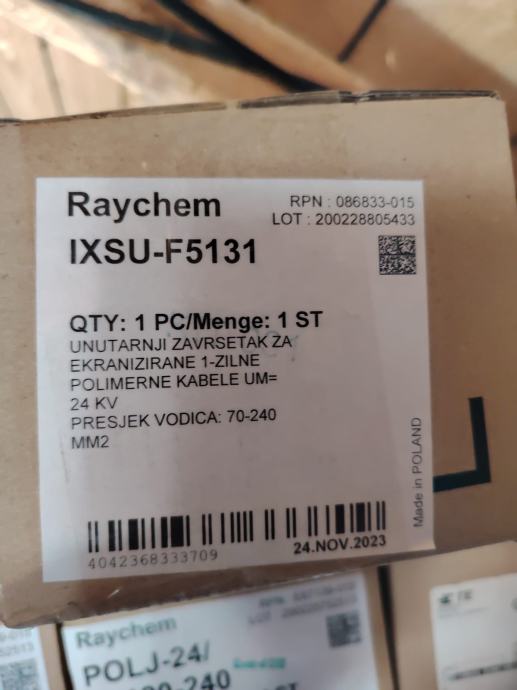 Raychem
RPN : 086833-015
LOT : 200228805433
IXSU-F5131
QTY: 1 PC/Menge: 1 ST
UNUTARNJI ZAVRSETAK ZA
EKRANIZIRANE 1-ZILNE
POLIMERNE KABELE UM=
24 KV
PRESJEK VODICA: 70-240
MM2
Made in POLAND
4042368333709
24.NOV.2023
Raychem
POLJ-24/
-240